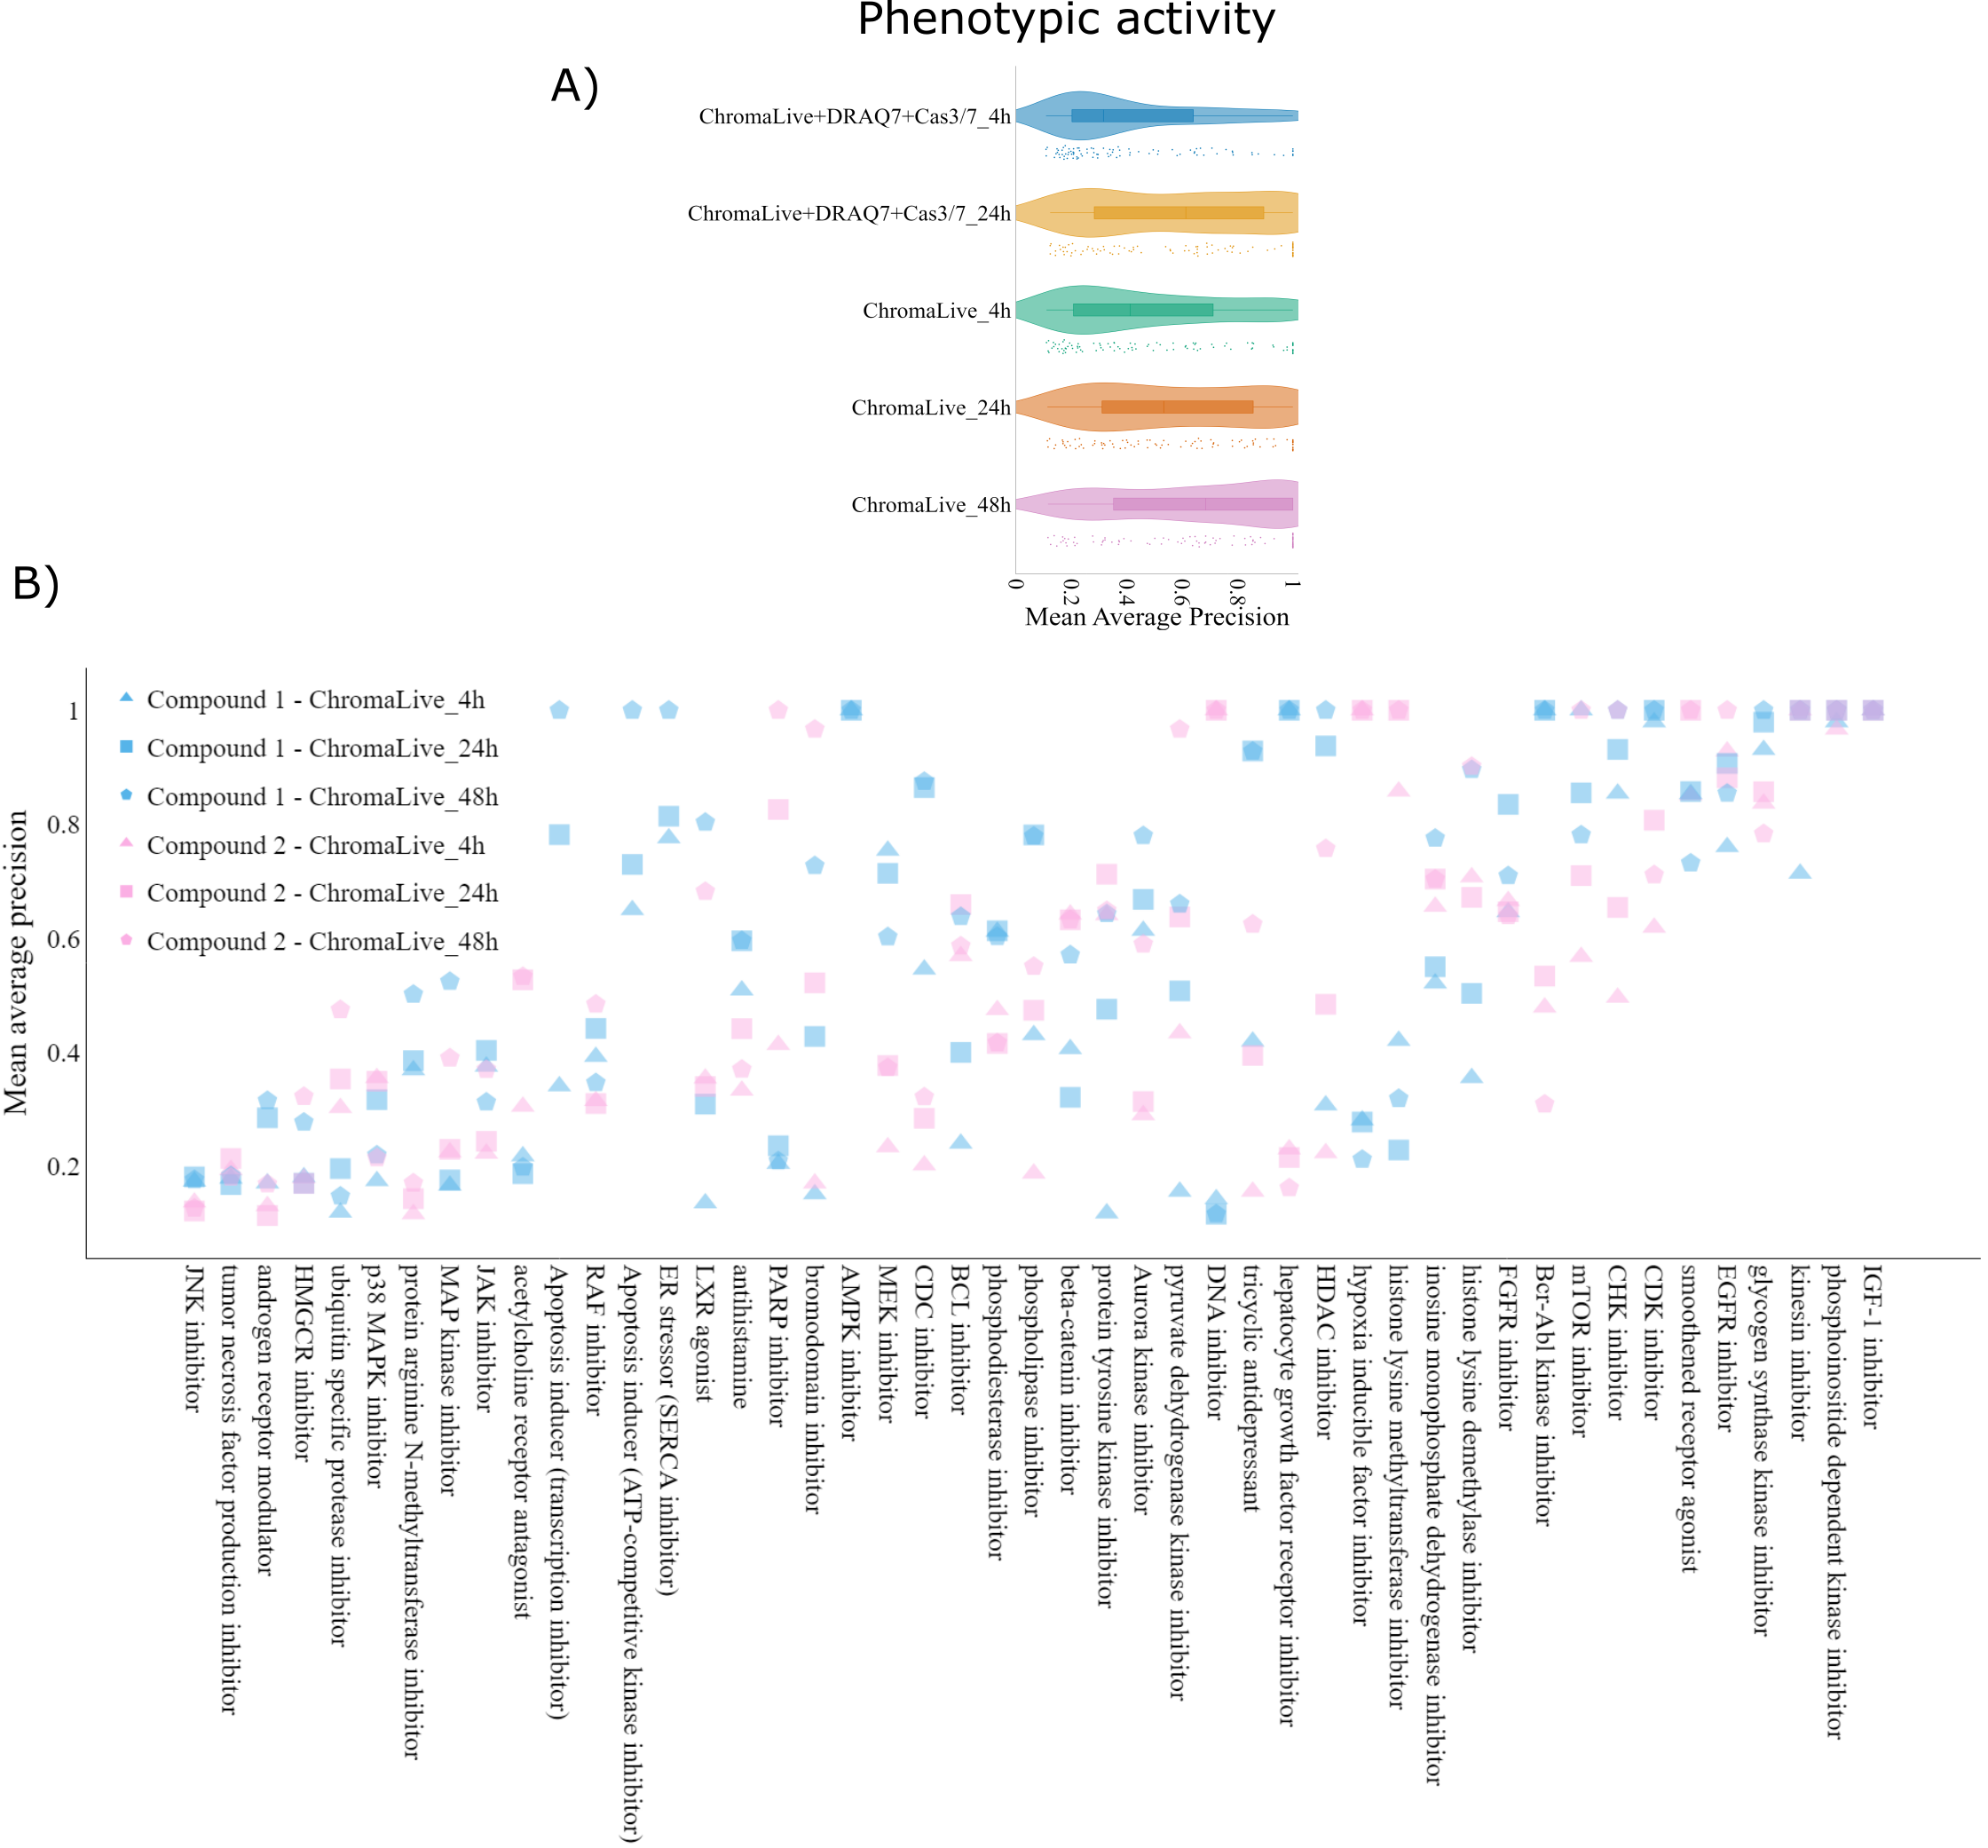 Phenotypic activity
A)
ChromaLive+DRAQ7+Cas3/7_4h
ChromaLive+DRAQ7+Cas3/7_24h
ChromaLive_4h
ChromaLive_24h
ChromaLive_48h
0
0.2
0.4
0.6
0.8
1
Mean Average Precision
B)
Compound 1 - ChromaLive_4h
Compound 1 - ChromaLive_24h
Compound 1 - ChromaLive_48h
Compound 2 - ChromaLive_4h
Compound 2 - ChromaLive_24h
Compound 2 - ChromaLive_48h
Mean average precision
1
0.8
0.6
0.4
0.2
JNK inhibitor
tumor necrosis factor production inhibitor
androgen receptor modulator
HMGCR inhibitor
ubiquitin specific protease inhibitor
p38 MAPK inhibitor
protein arginine N-methyltransferase inhibitor
MAP kinase inhibitor
JAK inhibitor
acetylcholine receptor antagonist
Apoptosis inducer (transcription inhibitor)
RAF inhibitor
Apoptosis inducer (ATP-competitive kinase inhibitor)
ER stressor (SERCA inhibitor)
LXR agonist
antihistamine
PARP inhibitor
bromodomain inhibitor
AMPK inhibitor
MEK inhibitor
CDC inhibitor
BCL inhibitor
phosphodiesterase inhibitor
phospholipase inhibitor
beta-catenin inhibitor
protein tyrosine kinase inhibitor
Aurora kinase inhibitor
pyruvate dehydrogenase kinase inhibitor
DNA inhibitor
tricyclic antidepressant
hepatocyte growth factor receptor inhibitor
HDAC inhibitor
hypoxia inducible factor inhibitor
histone lysine methyltransferase inhibitor
inosine monophosphate dehydrogenase inhibitor
histone lysine demethylase inhibitor
FGFR inhibitor
Bcr-Abl kinase inhibitor
mTOR inhibitor
CHK inhibitor
CDK inhibitor
smoothened receptor agonist
EGFR inhibitor
glycogen synthase kinase inhibitor
kinesin inhibitor
phosphoinositide dependent kinase inhibitor
IGF-1 inhibitor